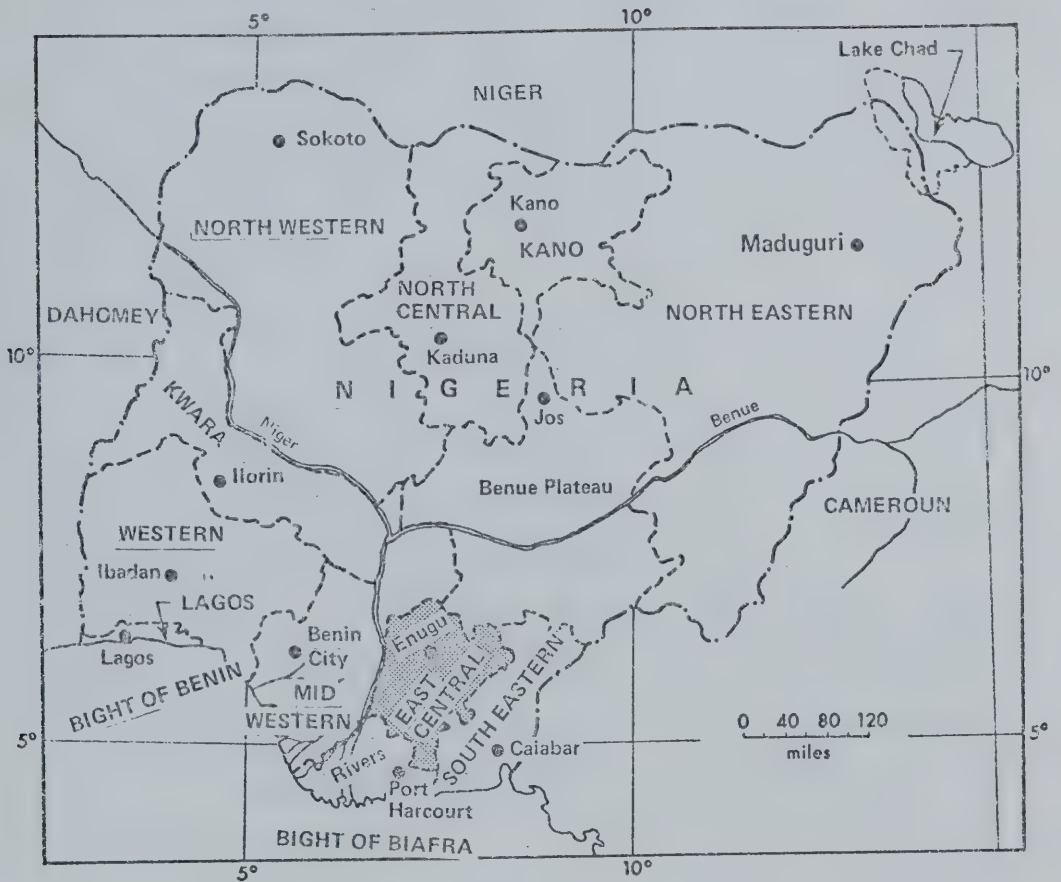 5°
10°
Lake Chad
NIGER
Sokoto
Kano
KANO
NORTH WESTERN
Maduguri
NORTH
CENTRAL
NORTH EASTERN
DAHOMEY
Kaduna
10°
10°
N I G E R I A
KWARA
Jos
Niger
Benue
Ilorin
Benue Plateau
CAMEROUN
WESTERN
Ibadan
LAGOS
Lagos
Enugu
Benin
City
BIGHT OF BENIN
MID
WESTERN
EAST
CENTRAL
SOUTH EASTERN
0 40 80 120
miles
5°
5°
Rivers
Calabar
Port
Harcourt
BIGHT OF BIAFRA
5°
10°